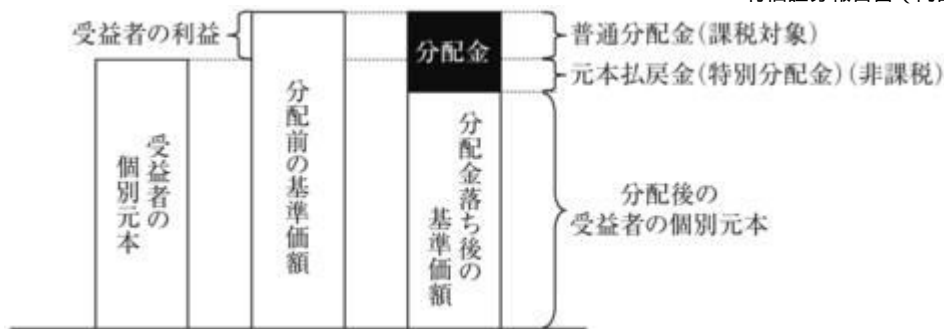 受益者の利益
分配金
普通分配金(課税対象)
元本払戻金(特別分配金)(非課税)
受益者の
個別元本
分配前の基準価額
分配金落ち後の
基準価額
分配後の
受益者の個別元本